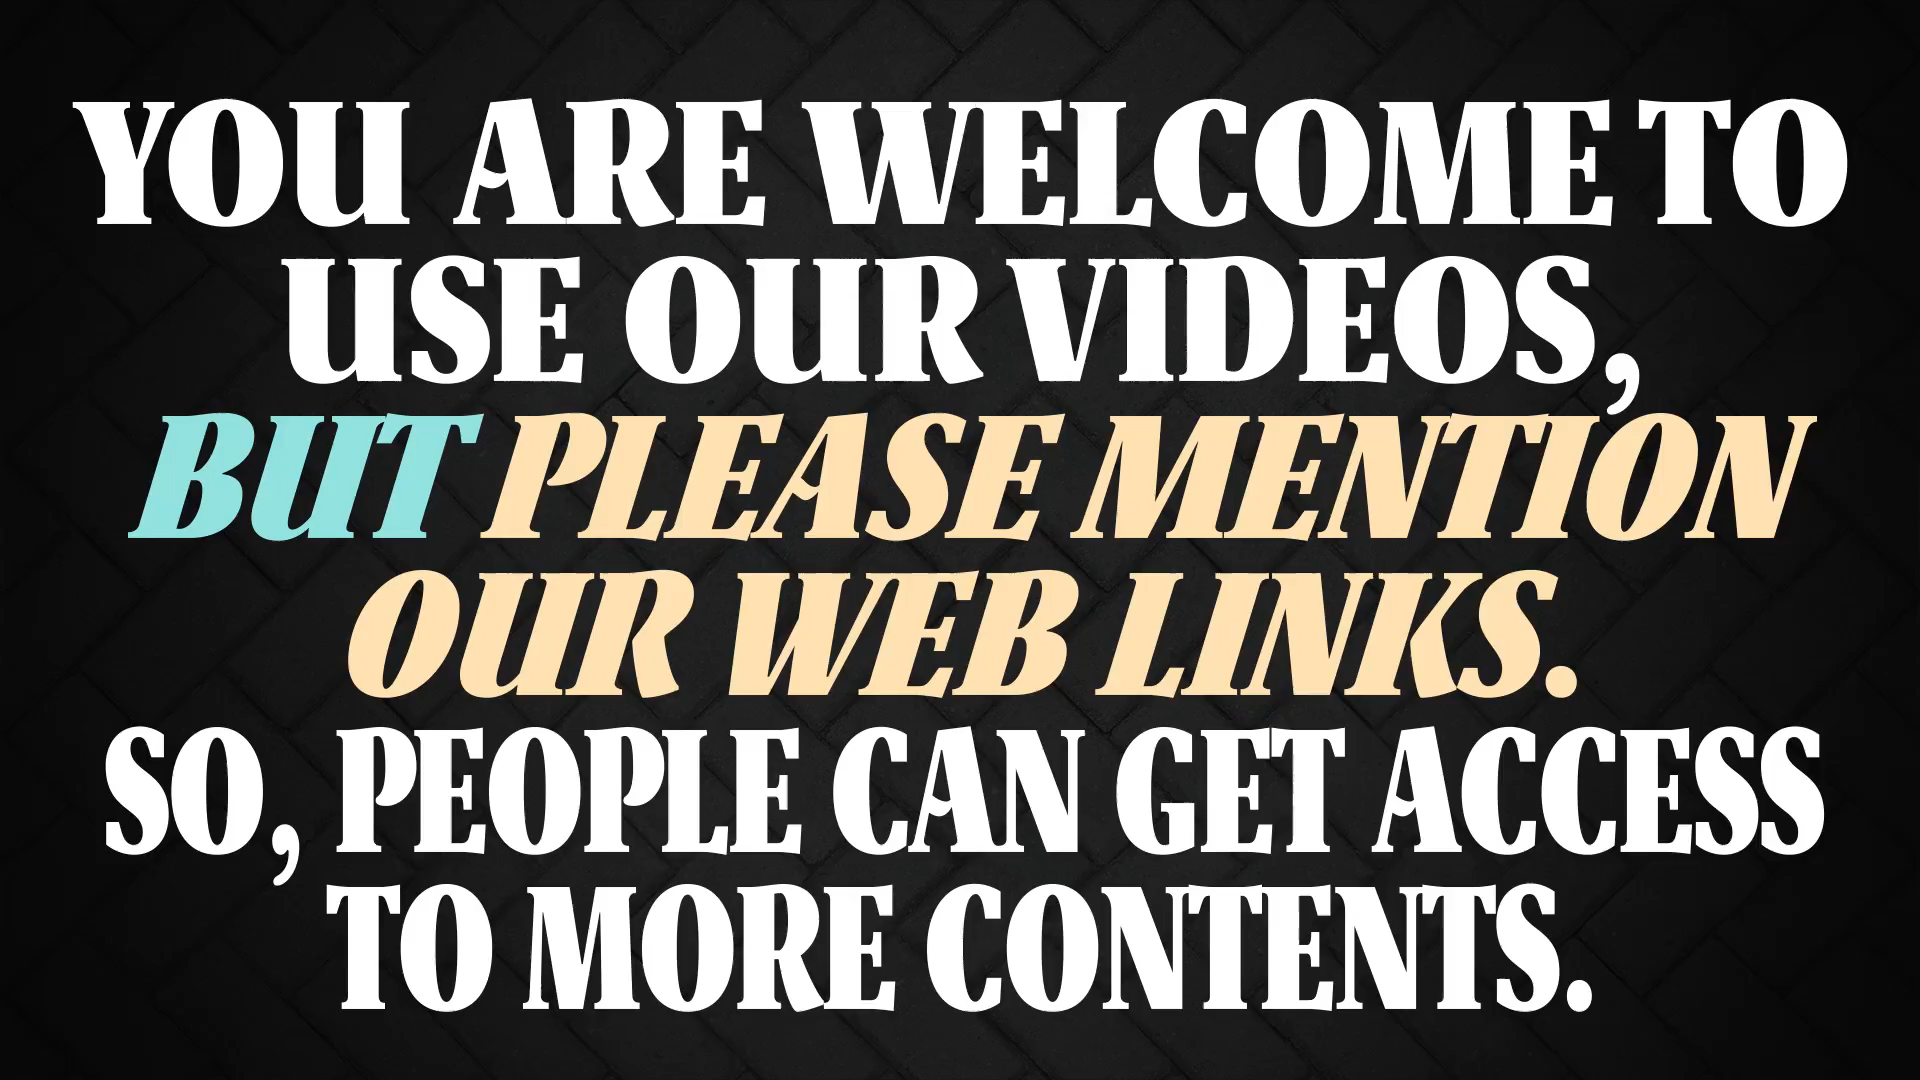 YOU ARE WELCOME TO
USE OUR VIDEOS,
BUT PLEASE MENTION
OUR WEB LINKS.
SO, PEOPLE CAN GET ACCESS
TO MORE CONTENTS.